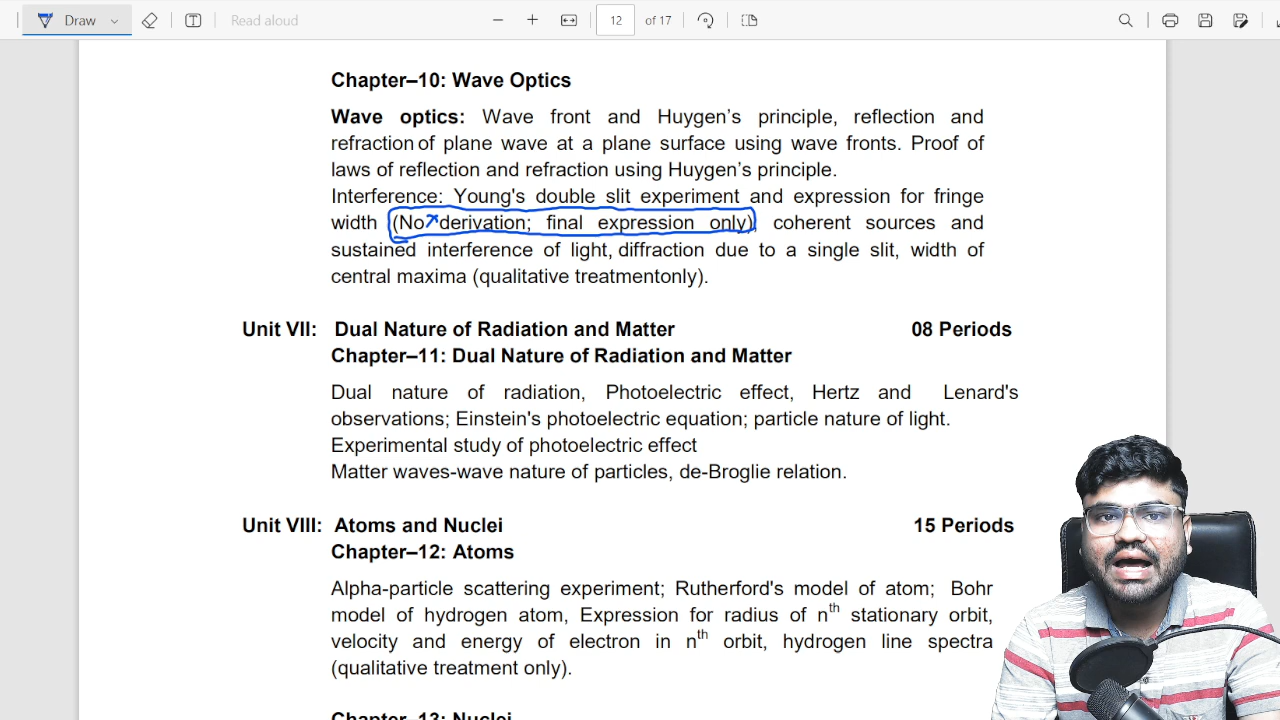 Draw
Read aloud
12 of 17
Chapter–10: Wave Optics
Wave optics: Wave front and Huygen’s principle, reflection and
refraction of plane wave at a plane surface using wave fronts. Proof of
laws of reflection and refraction using Huygen’s principle.
Interference: Young's double slit experiment and expression for fringe
width (No derivation; final expression only), coherent sources and
sustained interference of light, diffraction due to a single slit, width of
central maxima (qualitative treatmentonly).
Unit VII: Dual Nature of Radiation and Matter 08 Periods
Chapter–11: Dual Nature of Radiation and Matter
Dual nature of radiation, Photoelectric effect, Hertz and Lenard's
observations; Einstein's photoelectric equation; particle nature of light.
Experimental study of photoelectric effect
Matter waves-wave nature of particles, de-Broglie relation.
Unit VIII: Atoms and Nuclei 15 Periods
Chapter–12: Atoms
Alpha-particle scattering experiment; Rutherford's model of atom; Bohr
model of hydrogen atom, Expression for radius of nth stationary orbit,
velocity and energy of electron in nth orbit, hydrogen line spectra
(qualitative treatment only).
Chapter–13: Nuclei